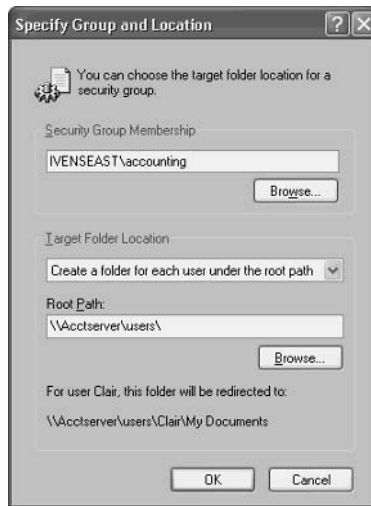 Specify Group and Location
You can choose the target folder location for a
security group.
Security Group Membership
IVENSEAST\accounting
Browse...
Target Folder Location
Create a folder for each user under the root path
Root Path:
\\Acctserver\users\
Browse...
For user Clair, this folder will be redirected to:
\\Acctserver\users\Clair\My Documents
OK
Cancel